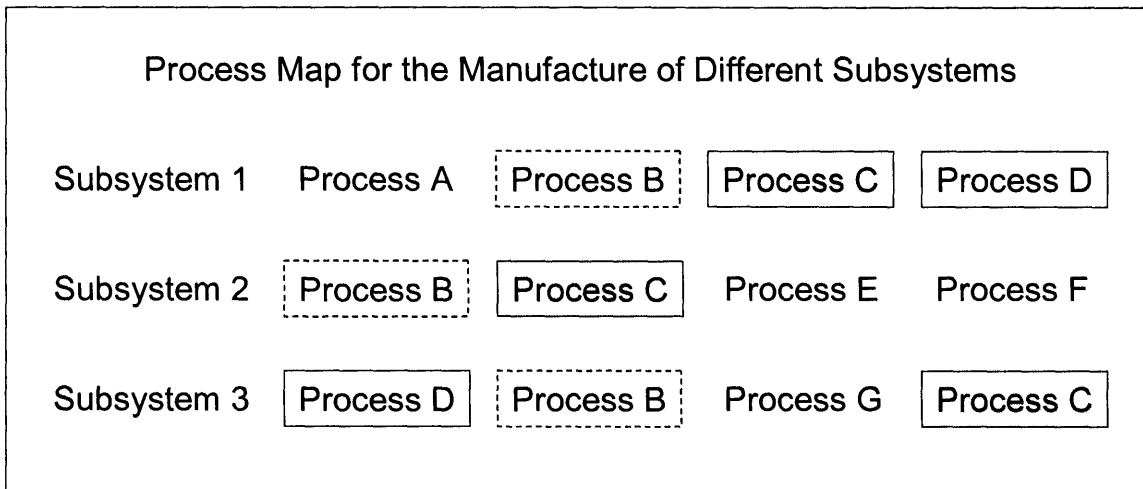 Process Map for the Manufacture of Different Subsystems
Subsystem 1 Process A Process B Process C Process D
Subsystem 2 Process B Process C Process E Process F
Subsystem 3 Process D Process B Process G Process C